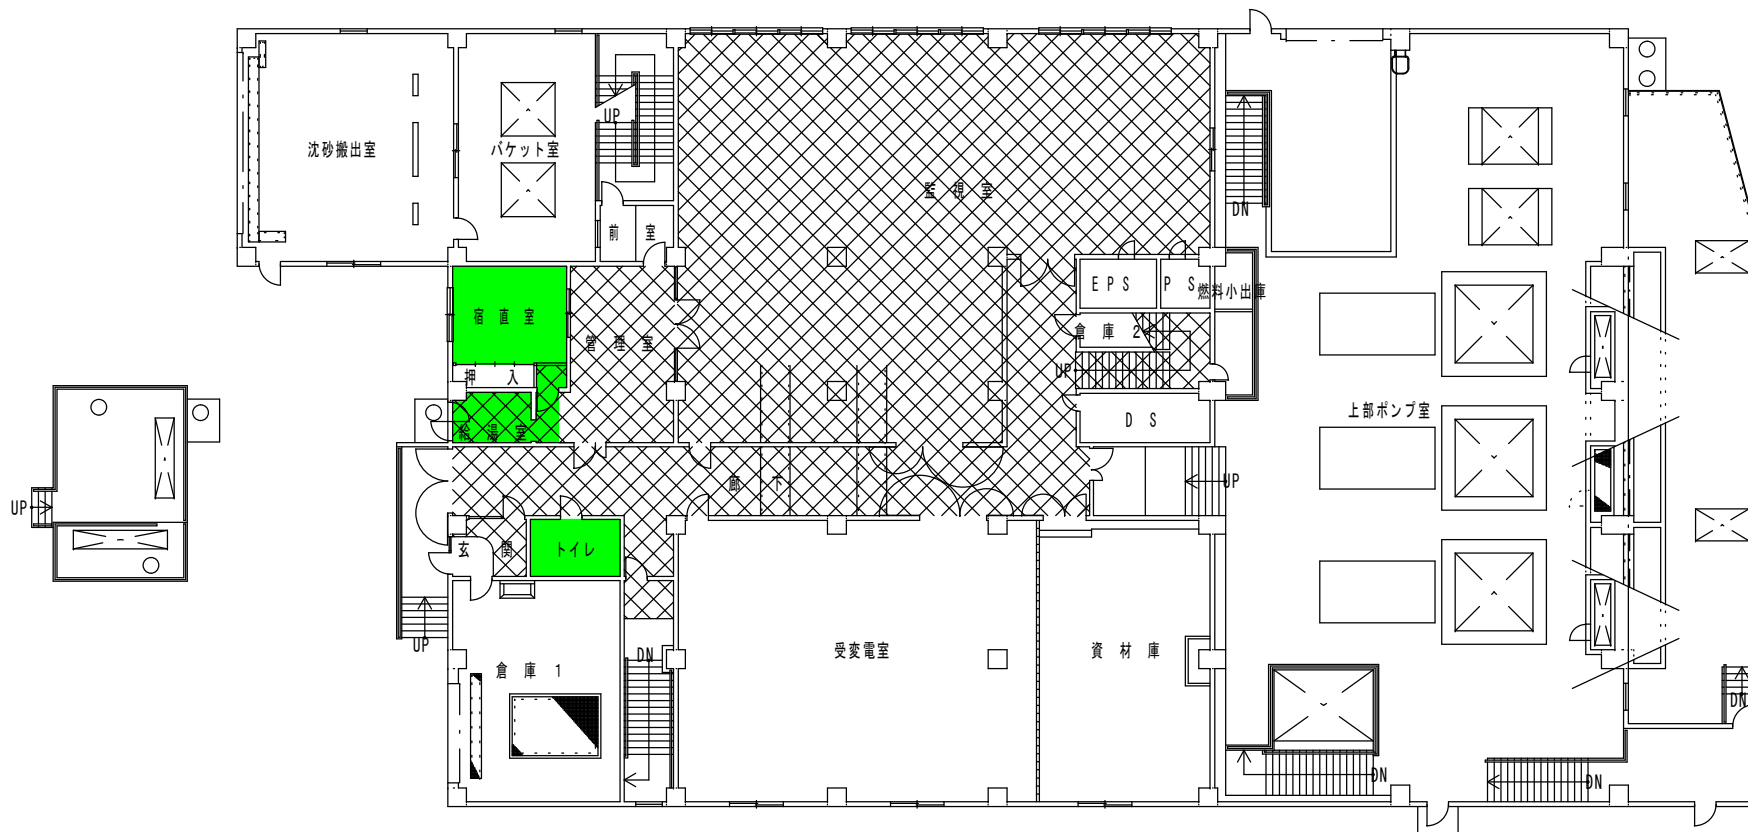 UP
沈砂搬出室
バケット室
監 視 室
DN
前 室
EPS
PS
燃料小出庫
宿 直 室
管 理 室
倉 庫 2
押 入
UP
上部ポンプ室
給 湯 室
DS
廊 下
UP
UP
玄 関
トイレ
UP
DN
受変電室
資 材 庫
倉 庫 1
DN
DN
DN